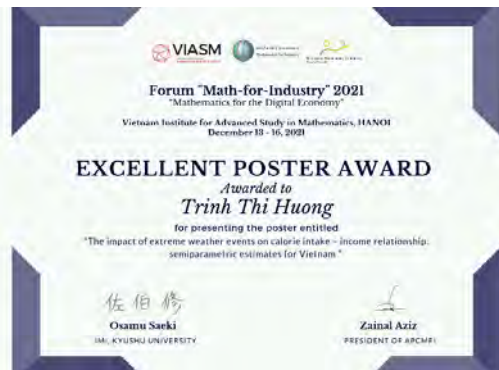 VIASM
Forum "Math-for-Industry" 2021
"Mathematics for the Digital Economy"
Vietnam Institute for Advanced Study in Mathematics, HANOI
December 13 - 16, 2021
EXCELLENT POSTER AWARD
Awarded to
Trinh Thi Huong
for presenting the poster entitled
"The impact of extreme weather events on calorie intake – income relationship:
semiparametric estimates for Vietnam "
佐伯修
Osamu Saeki
Zainal Aziz
IMI, KYUSHU UNIVERSITY
PRESIDENT OF APCMFI